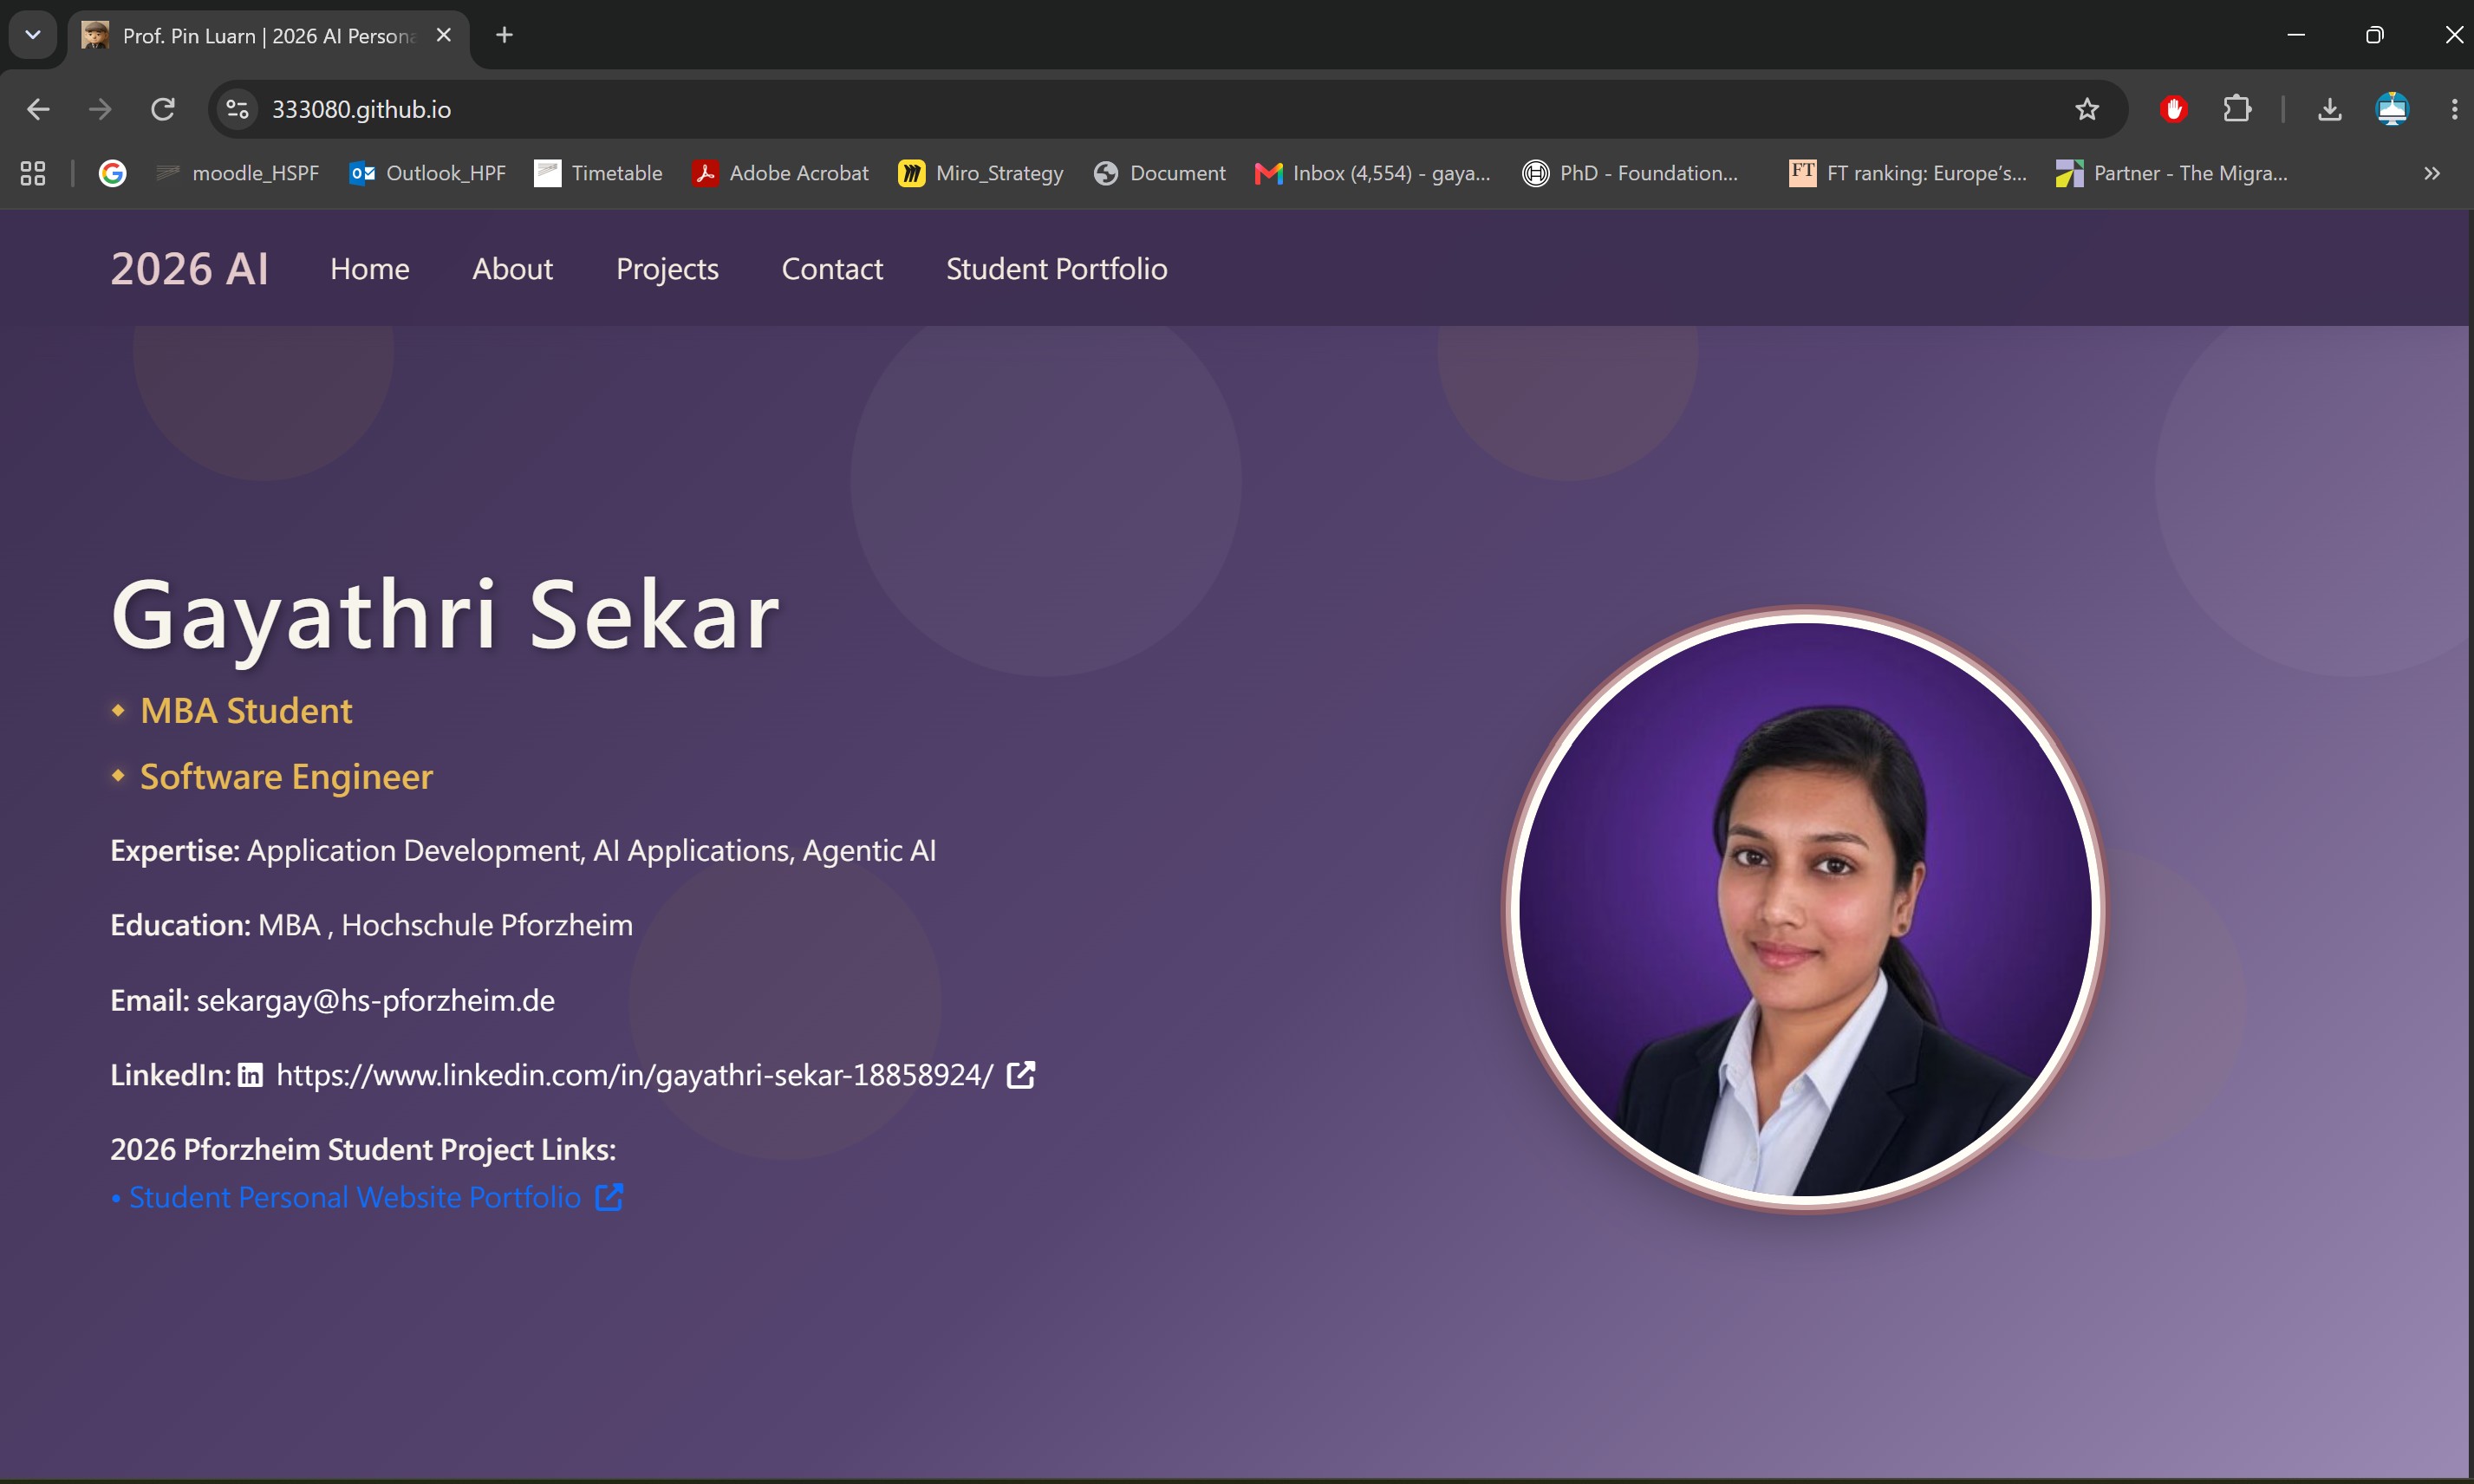 Prof. Pin Luarn | 2026 AI Persona
333080.github.io
moodle_HSPF
Outlook_HPF
Timetable
Adobe Acrobat
Miro_Strategy
Document
Inbox (4,554) - gaya...
PhD - Foundation...
FT
FT ranking: Europe's...
Partner - The Migra...
2026 AI
Home
About
Projects
Contact
Student Portfolio
Gayathri Sekar
MBA Student
Software Engineer
Expertise: Application Development, AI Applications, Agentic AI
Education: MBA , Hochschule Pforzheim
Email: sekargay@hs-pforzheim.de
LinkedIn: in https://www.linkedin.com/in/gayathri-sekar-18858924/
2026 Pforzheim Student Project Links:
• Student Personal Website Portfolio